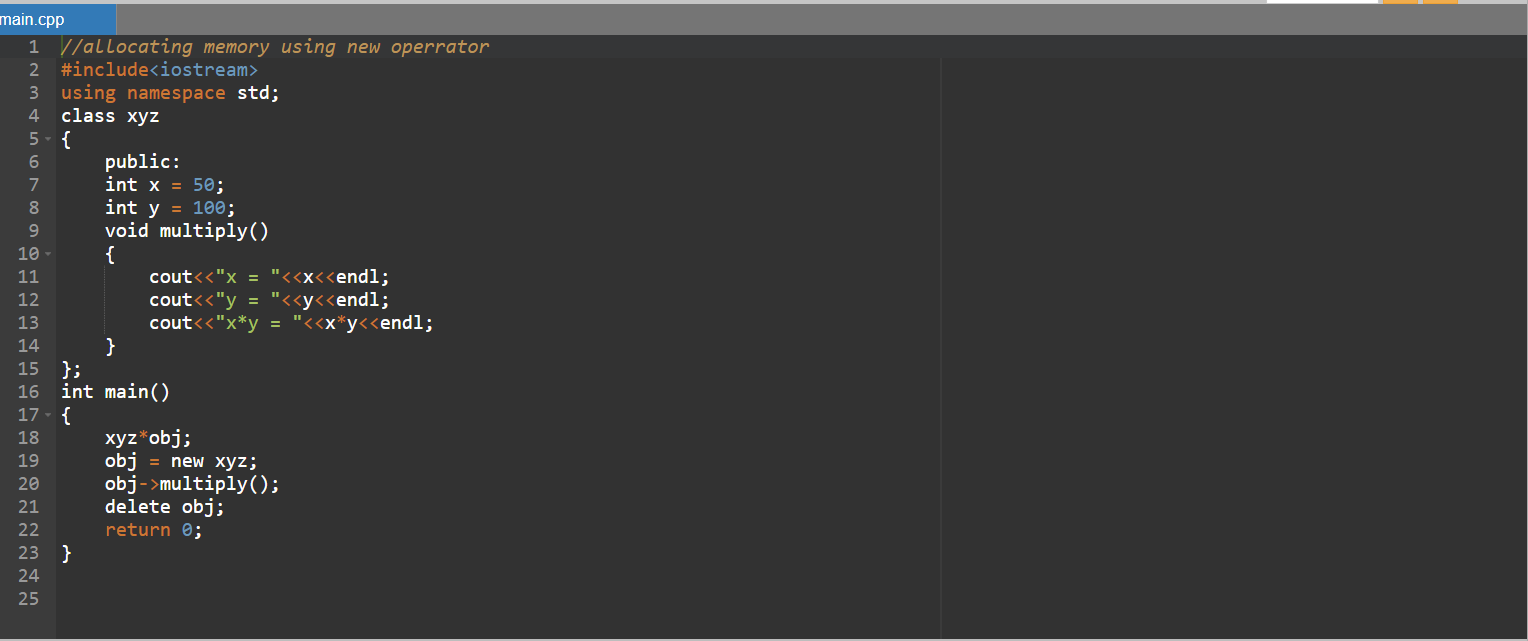 main.cpp
1 //allocating memory using new operrator
2 #include<iostream>
3 using namespace std;
4 class xyz
5 {
6     public:
7     int x = 50;
8     int y = 100;
9     void multiply()
10     {
11         cout<<"x = "<<x<<endl;
12         cout<<"y = "<<y<<endl;
13         cout<<"x*y = "<<x*y<<endl;
14     }
15 };
16 int main()
17 {
18     xyz*obj;
19     obj = new xyz;
20     obj->multiply();
21     delete obj;
22     return 0;
23 }
24
25